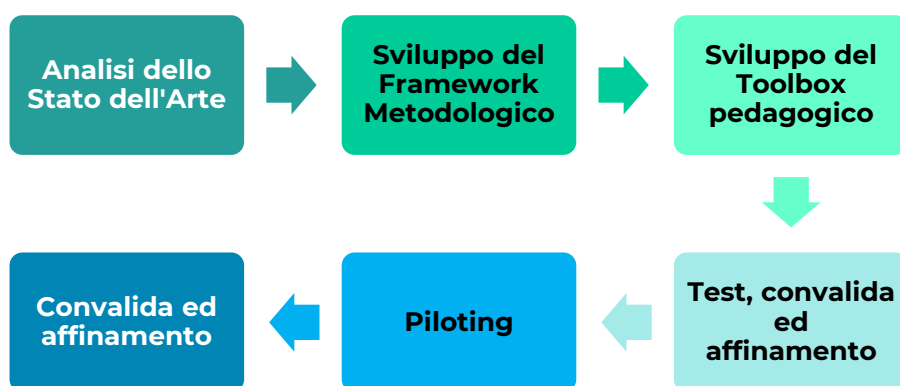 Analisi dello
Stato dell'Arte
Sviluppo del
Framework
Metodologico
Sviluppo del
Toolbox
pedagogico
Test, convalida
ed
affinamento
Piloting
Convalida ed
affinamento